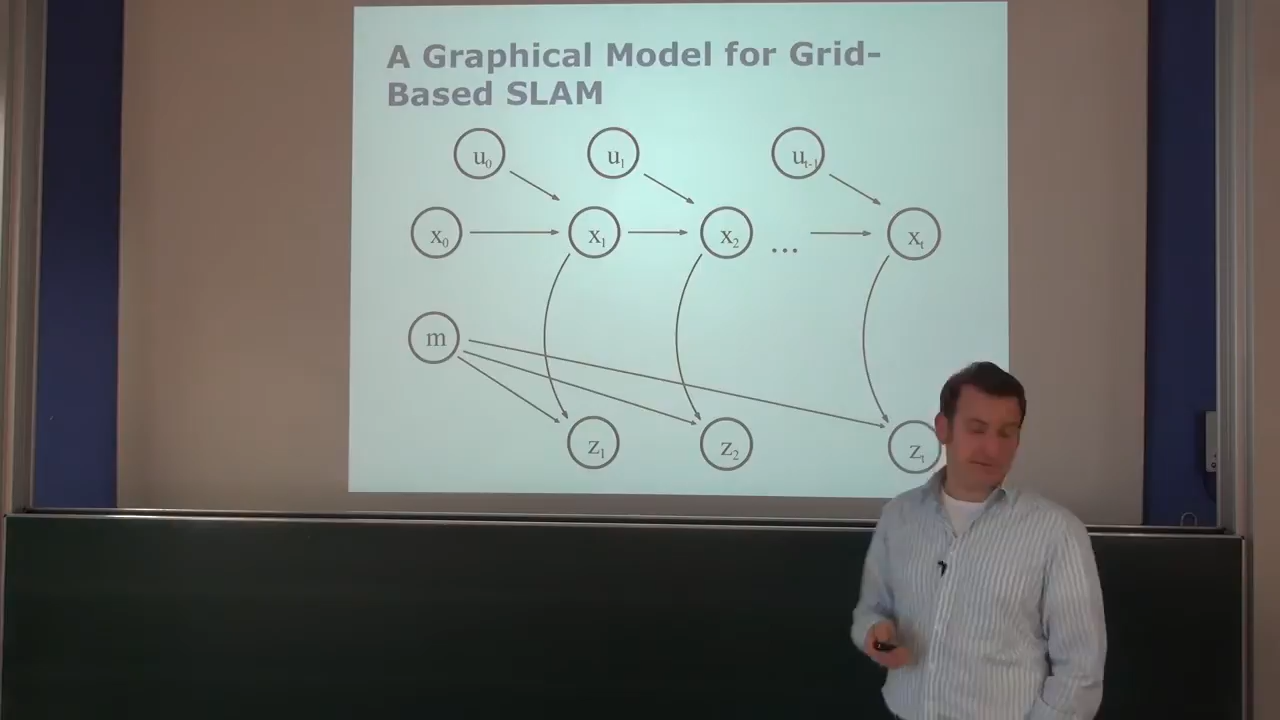 A Graphical Model for Grid-
Based SLAM
u₀ u₁ uₜ₋₁
x₀ x₁ x₂ ... xₜ
m
z₁ z₂ zₜ